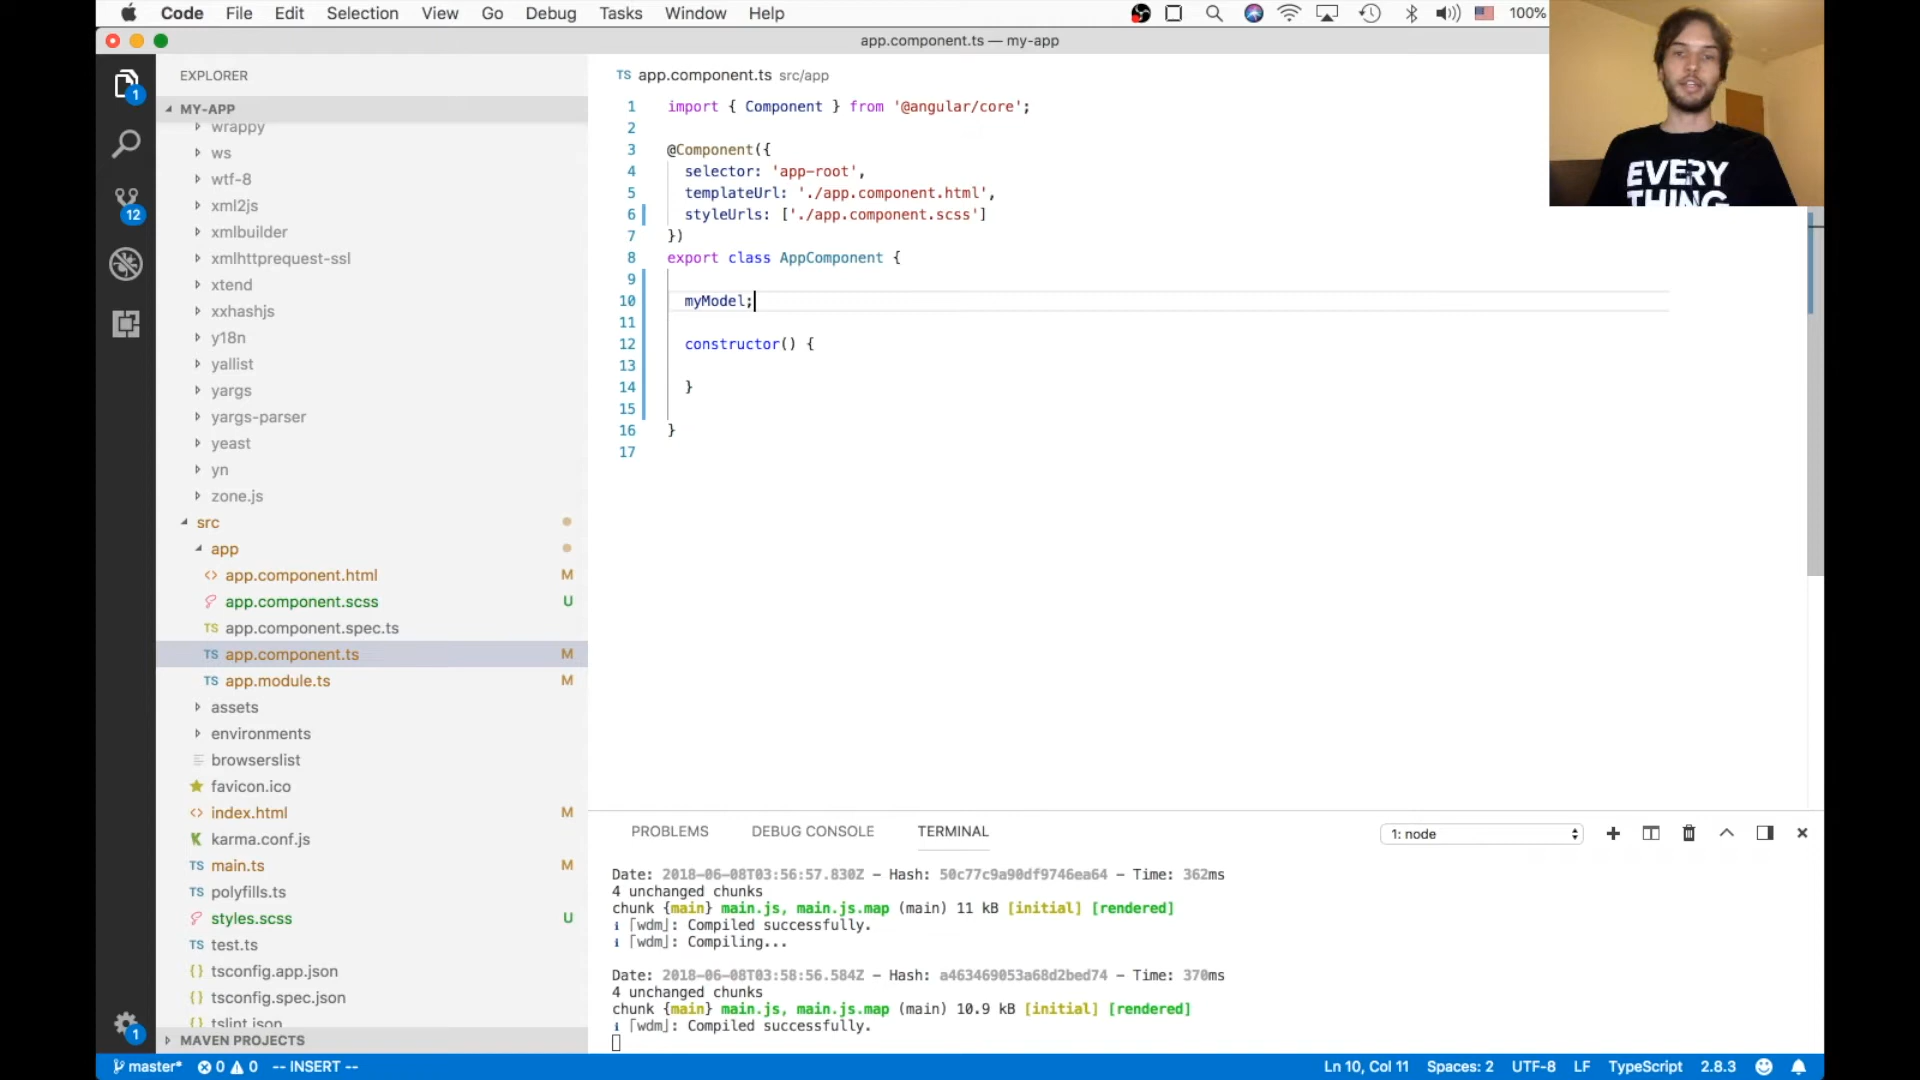 Code File Edit Selection View Go Debug Tasks Window Help 100%
app.component.ts — my-app
EXPLORER
MY-APP
wrappy
ws
wtf-8
xml2js
xmlbuilder
xmlhttprequest-ssl
xtend
xxhashjs
y18n
yallist
yargs
yargs-parser
yeast
yn
zone.js
src
app
<> app.component.html M
app.component.scss U
TS app.component.spec.ts
TS app.component.ts M
TS app.module.ts M
assets
environments
browserslist
favicon.ico
<> index.html M
K karma.conf.js
TS main.ts M
TS polyfills.ts
styles.scss U
TS test.ts
{} tsconfig.app.json
{} tsconfig.spec.json
{} tslint.json
MAVEN PROJECTS
1
12
1
TS app.component.ts src/app
1 import { Component } from '@angular/core';
2
3 @Component({
4 selector: 'app-root',
5 templateUrl: './app.component.html',
6 styleUrls: ['./app.component.scss']
7 })
8 export class AppComponent {
9
10 myModel;
11
12 constructor() {
13
14 }
15
16 }
17
EVERY
THING
PROBLEMS DEBUG CONSOLE TERMINAL 1: node
Date: 2018-06-08T03:56:57.830Z – Hash: 50c77c9a90df9746ea64 – Time: 362ms
4 unchanged chunks
chunk {main} main.js, main.js.map (main) 11 kB [initial] [rendered]
i ｢wdm｣: Compiled successfully.
i ｢wdm｣: Compiling...
Date: 2018-06-08T03:58:56.584Z – Hash: a463469053a68d2bed74 – Time: 370ms
4 unchanged chunks
chunk {main} main.js, main.js.map (main) 10.9 kB [initial] [rendered]
i ｢wdm｣: Compiled successfully.
master* 0 0 -- INSERT -- Ln 10, Col 11 Spaces: 2 UTF-8 LF TypeScript 2.8.3